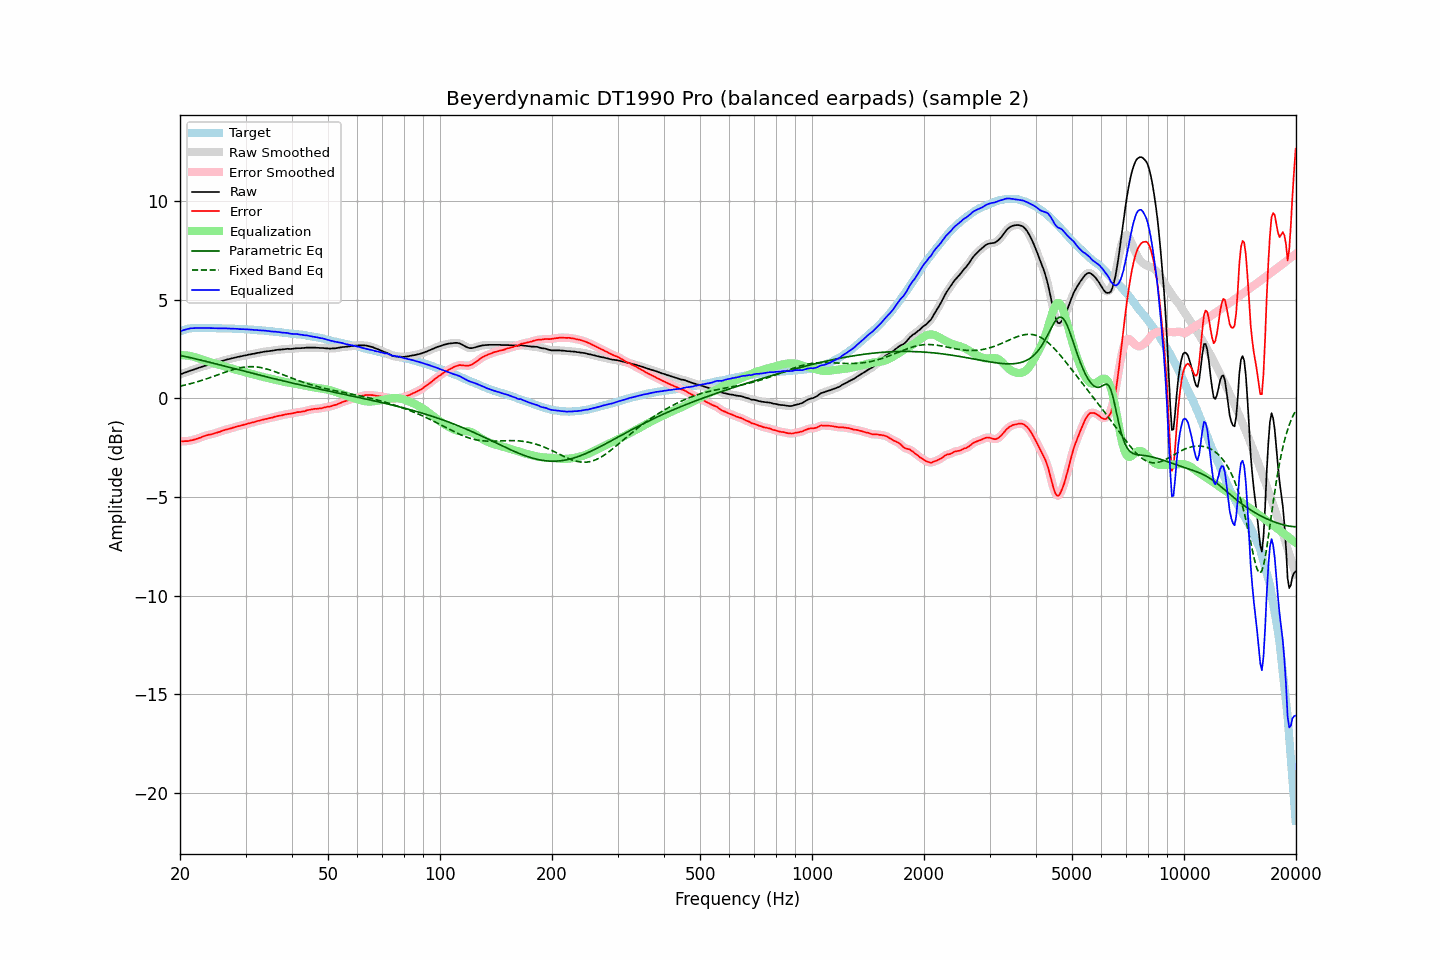 Beyerdynamic DT1990 Pro (balanced earpads) (sample 2)
Target
Raw Smoothed
Error Smoothed
Raw
Error
Equalization
Parametric Eq
Fixed Band Eq
Equalized
10
5
0
−5
−10
−15
−20
Amplitude (dBr)
20
50
100
200
500
1000
2000
5000
10000
20000
Frequency (Hz)